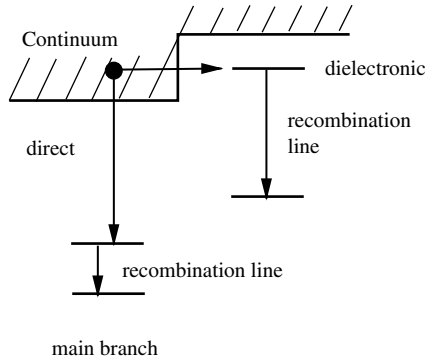 Continuum
dielectronic
recombination
line
direct
recombination line
main branch